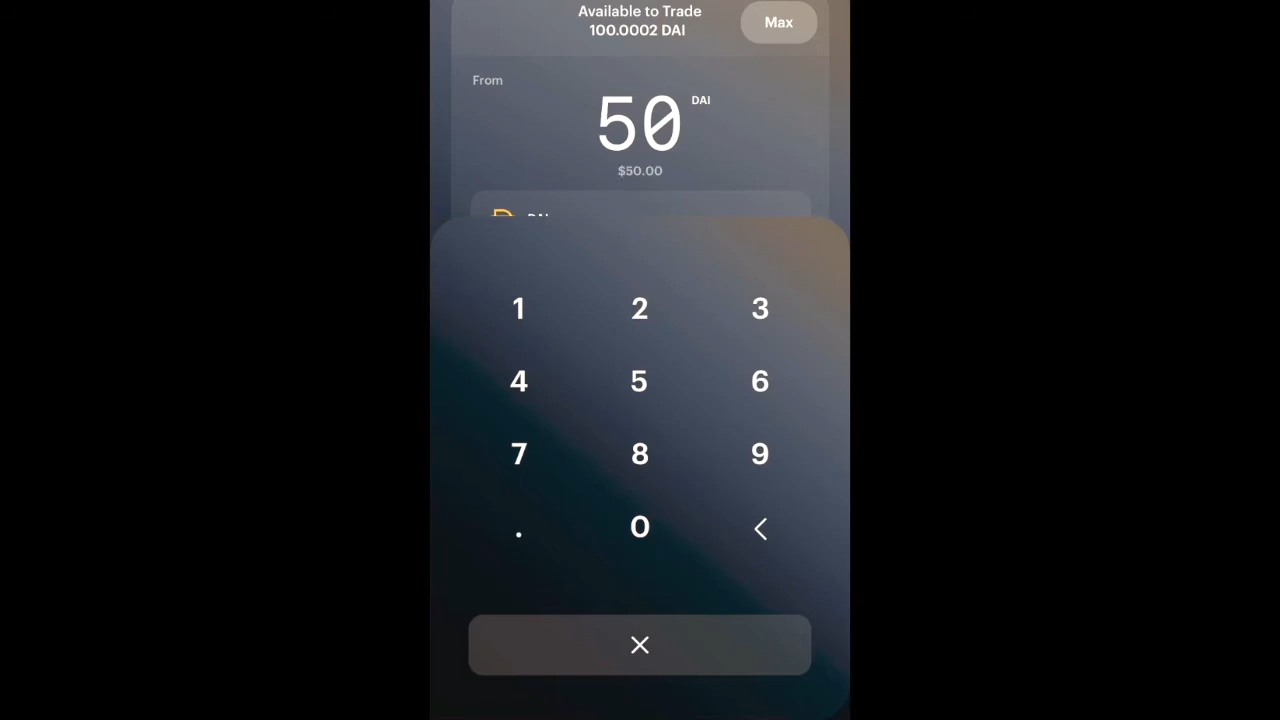 Available to Trade
100.0002 DAI
Max
From
50 DAI
$50.00
DAI
1 2 3
4 5 6
7 8 9
. 0